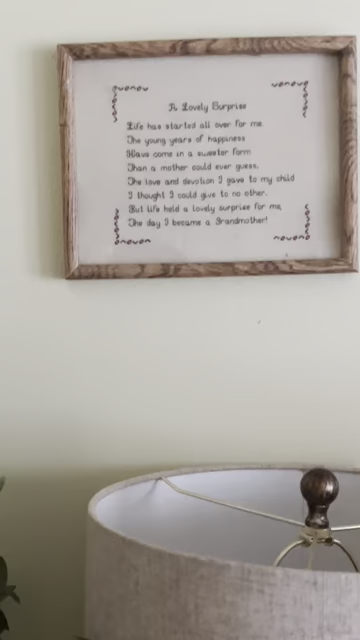 A Lovely Surprise
Life has started all over for me.
The young years of happiness
Have come in a sweeter form
Than a mother could ever guess.
The love and devotion I gave to my child
I thought I could give to no other.
But life held a lovely surprise for me,
The day I became a Grandmother!